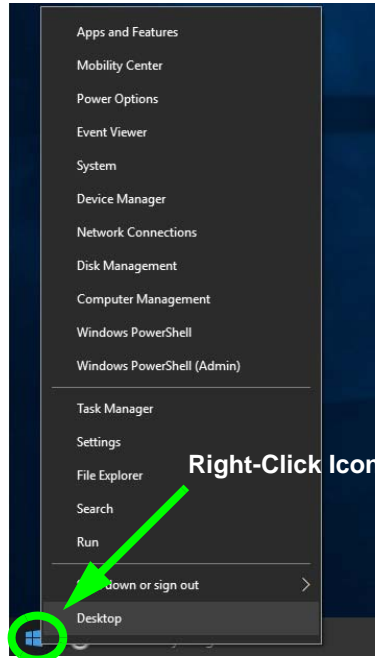 Apps and Features
Mobility Center
Power Options
Event Viewer
System
Device Manager
Network Connections
Disk Management
Computer Management
Windows PowerShell
Windows PowerShell (Admin)
Task Manager
Settings
Right-Click Icon
File Explorer
Search
Run
down or sign out
Desktop